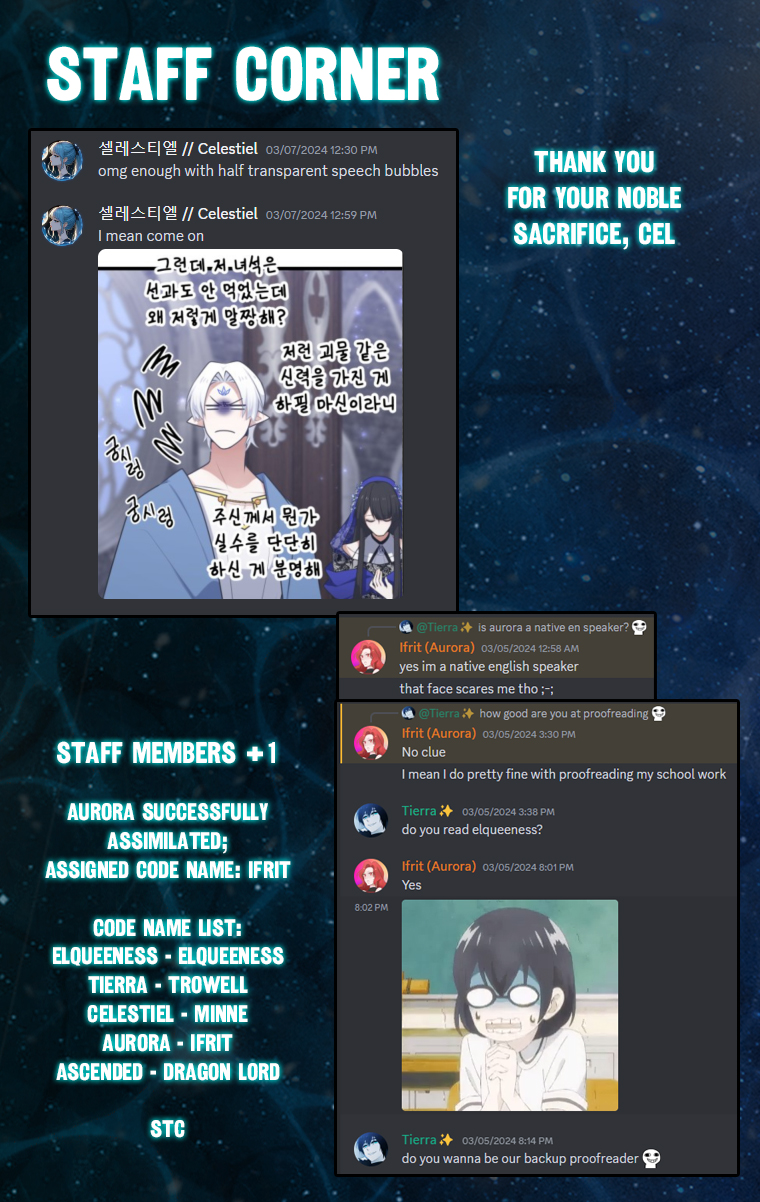 STAFF CORNER
셀레스티엘 // Celestiel 03/07/2024 12:30 PM
omg enough with half transparent speech bubbles
셀레스티엘 // Celestiel 03/07/2024 12:59 PM
I mean come on
그런데 저 녀석은
선과도 안 먹었는데
왜 저렇게 말짱해?
저런 괴물 같은
신력을 가진 게
하필 마신이라니
궁시렁
궁시렁
주신께서 뭔가
실수를 단단히
하신 게 분명해
THANK YOU
FOR YOUR NOBLE
SACRIFICE, CEL
@Tierra✨ is aurora a native en speaker?
Ifrit (Aurora) 03/05/2024 12:58 AM
yes im a native english speaker
that face scares me tho ;-;
@Tierra✨ how good are you at proofreading
Ifrit (Aurora) 03/05/2024 3:30 PM
No clue
I mean I do pretty fine with proofreading my school work
Tierra✨ 03/05/2024 3:38 PM
do you read elqueeness?
Ifrit (Aurora) 03/05/2024 8:01 PM
Yes
8:02 PM
Tierra✨ 03/05/2024 8:14 PM
do you wanna be our backup proofreader
STAFF MEMBERS +1
AURORA SUCCESSFULLY
ASSIMILATED;
ASSIGNED CODE NAME: IFRIT
CODE NAME LIST:
ELQUEENESS - ELQUEENESS
TIERRA - TROWELL
CELESTIEL - MINNE
AURORA - IFRIT
ASCENDED - DRAGON LORD
STC